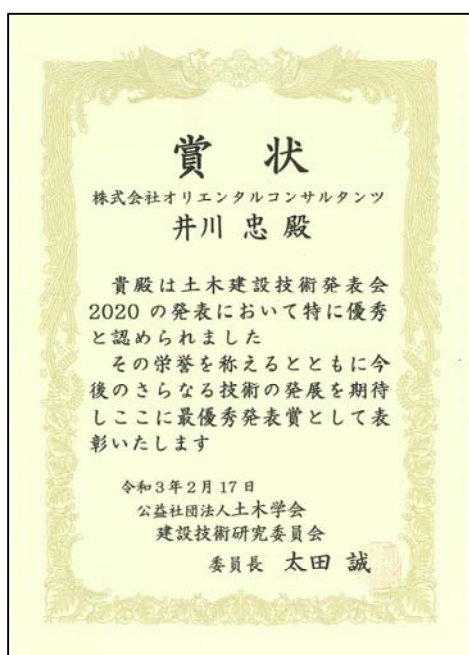 賞 状
株式会社オリエンタルコンサルタンツ
井川 忠 殿
貴殿は土木建設技術発表会
2020 の発表において特に優秀
と認められました
その栄誉を称えるとともに今
後のさらなる技術の発展を期待
しここに最優秀発表賞として表
彰いたします
令和3年2月17日
公益社団法人土木学会
建設技術研究委員会
委員長 太田 誠